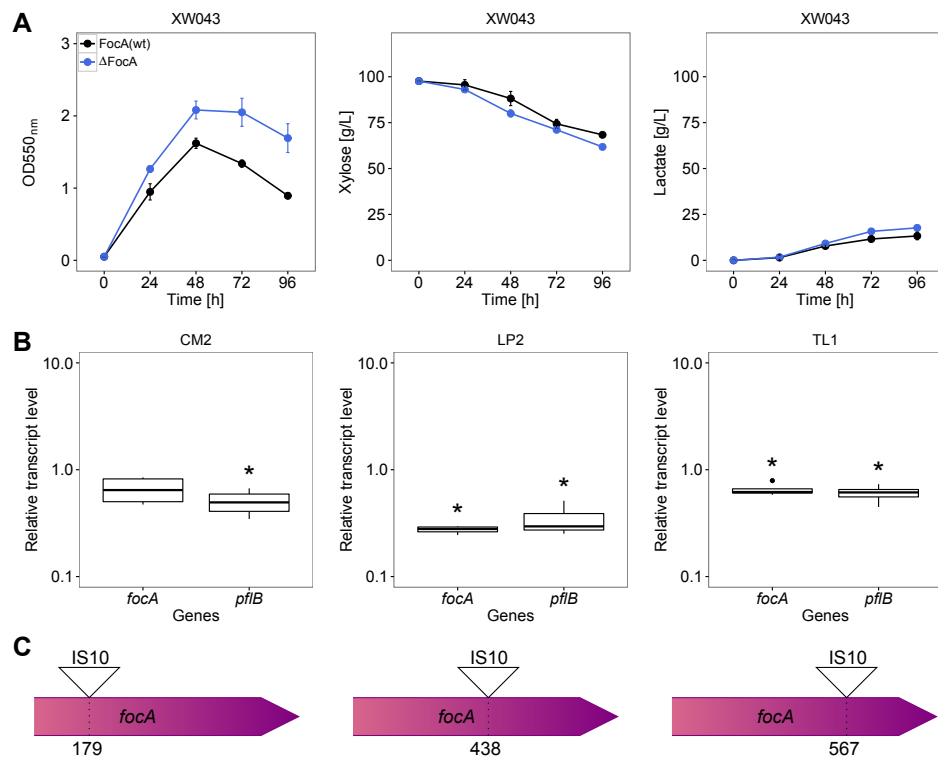 A
XW043
XW043
XW043
FocA(wt)
ΔFocA
OD550nm
3
2
1
0
0 24 48 72 96
Time [h]
Xylose [g/L]
100
75
50
25
0
0 24 48 72 96
Time [h]
Lactate [g/L]
100
75
50
25
0
0 24 48 72 96
Time [h]
B
CM2
Relative transcript level
10.0
1.0
0.1
*
focA pflB
Genes
LP2
Relative transcript level
10.0
1.0
0.1
* *
focA pflB
Genes
TL1
Relative transcript level
10.0
1.0
0.1
* *
focA pflB
Genes
C
IS10
focA
179
IS10
focA
438
IS10
focA
567